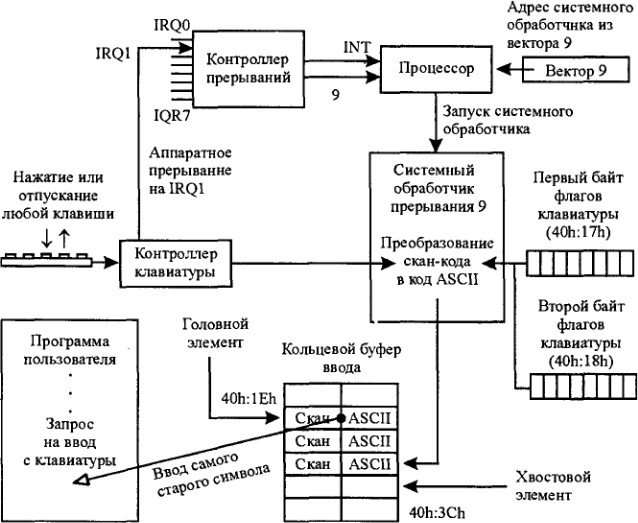 IRQ0
IRQ1
IQR7
Контроллер
прерываний
INT
9
Процессор
Адрес системного
обработчика из
вектора 9
Вектор 9
Запуск системного
обработчика
Аппаратное
прерывание
на IRQ1
Нажатие или
отпускание
любой клавиши
Контроллер
клавиатуры
Системный
обработчик
прерывания 9
Преобразование
скан-кода
в код ASCII
Первый байт
флагов
клавиатуры
(40h:17h)
Второй байт
флагов
клавиатуры
(40h:18h)
Программа
пользователя
.
.
.
Запрос
на ввод
с клавиатуры
Головной
элемент
Кольцевой буфер
ввода
40h:1Eh
Скан ASCII
Скан ASCII
Скан ASCII
Ввод самого
старого символа
Хвостовой
элемент
40h:3Ch